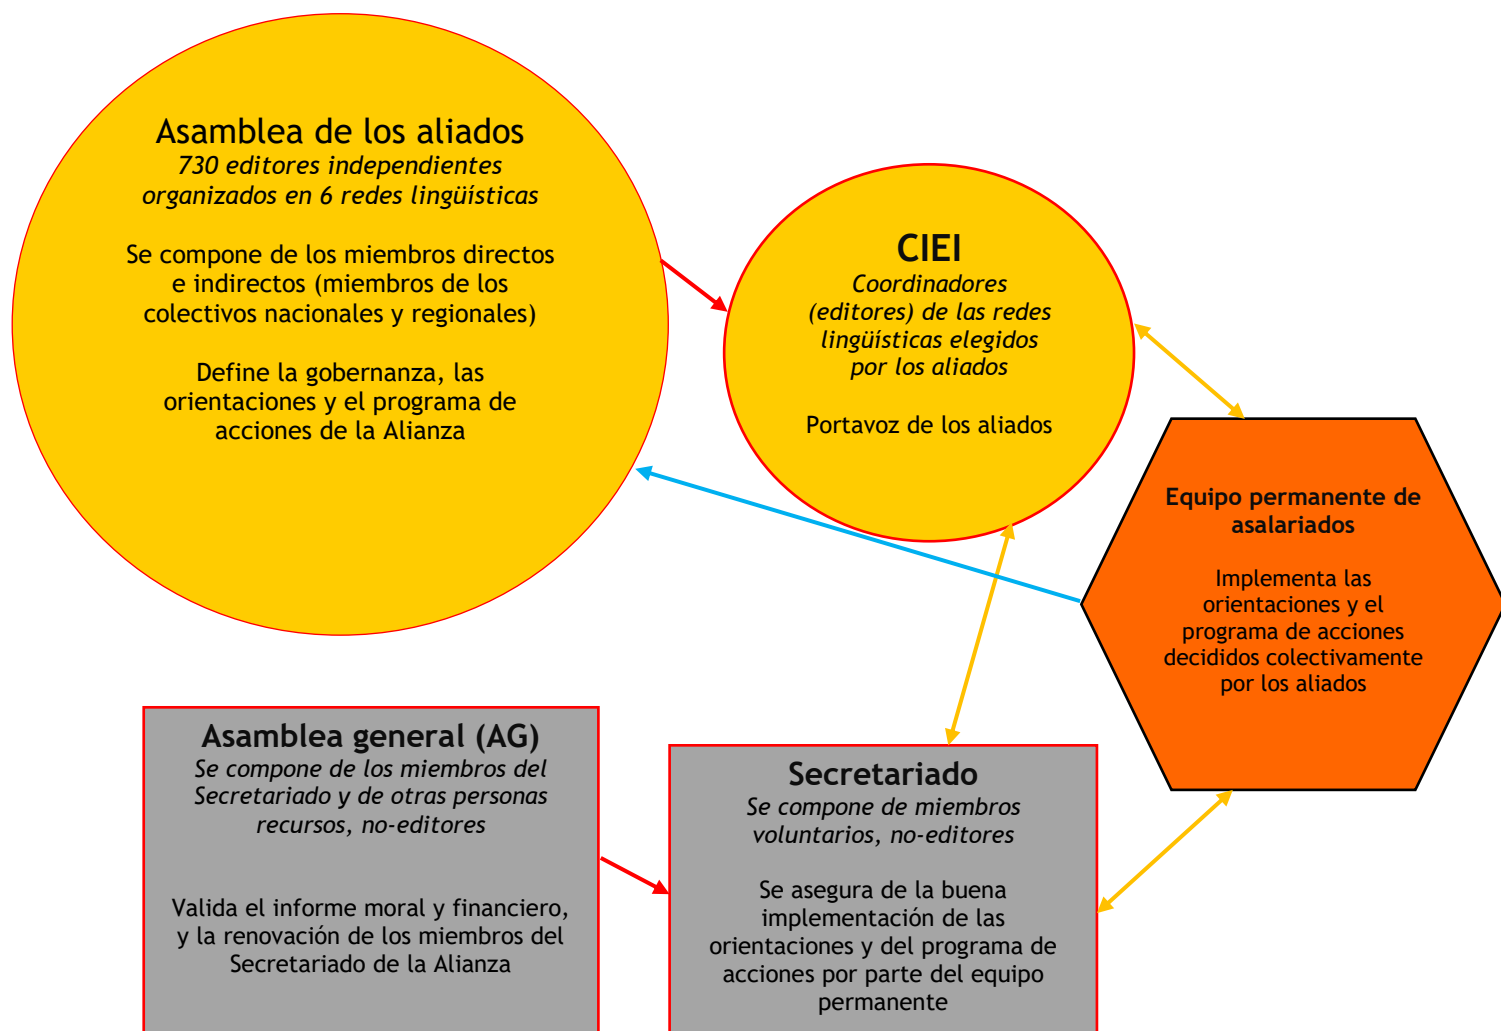 Asamblea de los aliados
730 editores independientes
organizados en 6 redes lingüísticas
Se compone de los miembros directos
e indirectos (miembros de los
colectivos nacionales y regionales)
Define la gobernanza, las
orientaciones y el programa de
acciones de la Alianza
CIEI
Coordinadores
(editores) de las redes
lingüísticas elegidos
por los aliados
Portavoz de los aliados
Equipo permanente de
asalariados
Implementa las
orientaciones y el
programa de acciones
decididos colectivamente
por los aliados
Asamblea general (AG)
Se compone de los miembros del
Secretariado y de otras personas
recursos, no-editores
Valida el informe moral y financiero,
y la renovación de los miembros del
Secretariado de la Alianza
Secretariado
Se compone de miembros
voluntarios, no-editores
Se asegura de la buena
implementación de las
orientaciones y del programa de
acciones por parte del equipo
permanente